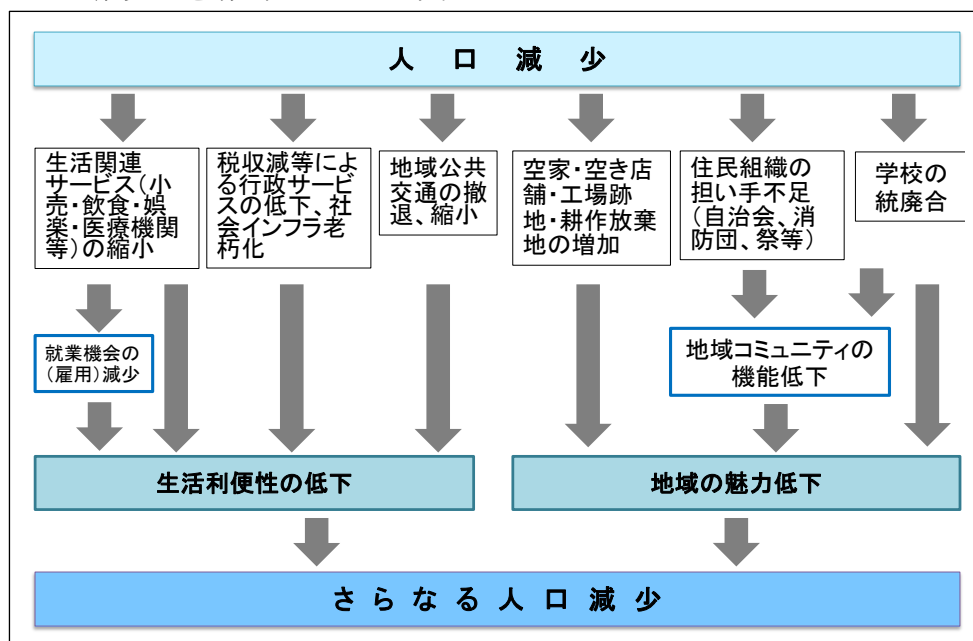 人口減少
生活関連
サービス(小
売・飲食・娯
楽・医療機関
等)の縮小
税収減等によ
る行政サービ
スの低下、社
会インフラ老
朽化
地域公共
交通の撤
退、縮小
空家・空き店
舗・工場跡
地・耕作放棄
地の増加
住民組織の
担い手不足
(自治会、消
防団、祭等)
学校の
統廃合
就業機会の
(雇用)減少
地域コミュニティの
機能低下
生活利便性の低下
地域の魅力低下
さらなる人口減少